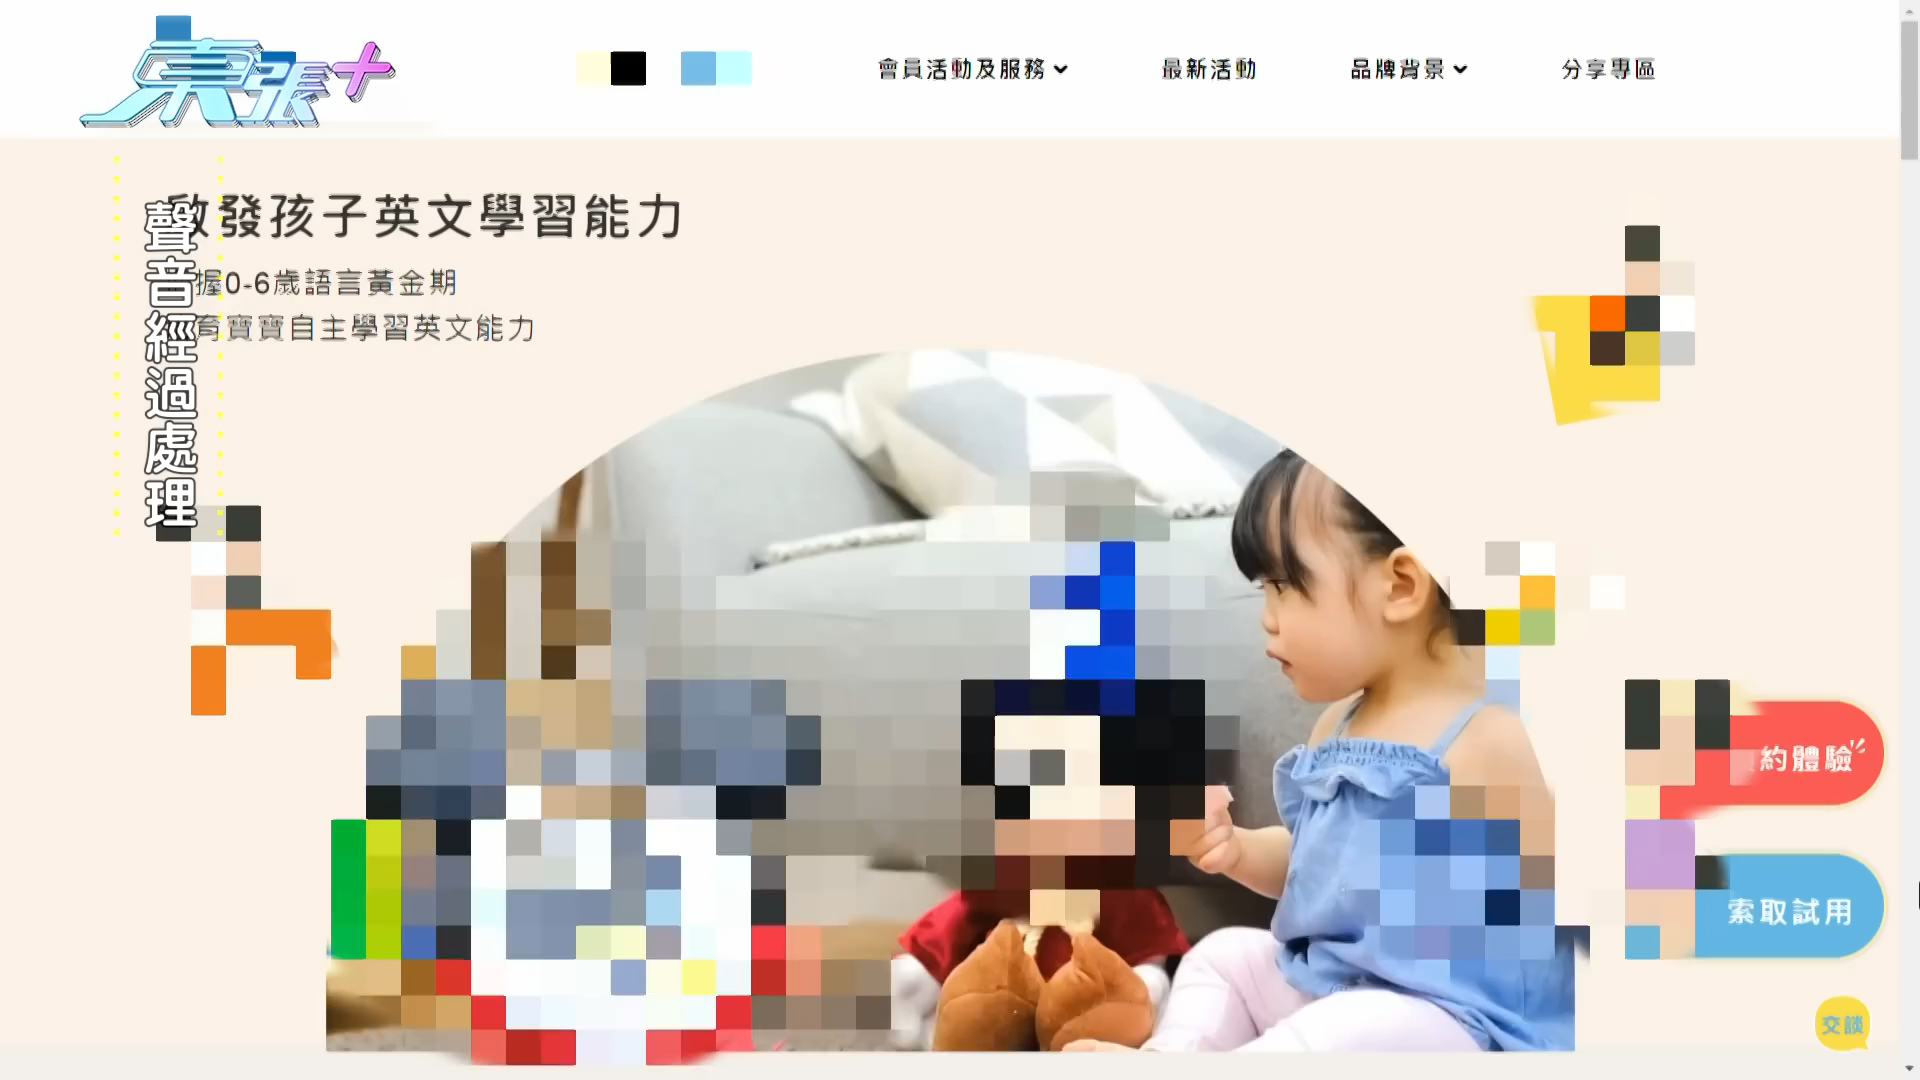 東張+
會員活動及服務
最新活動
品牌背景
分享專區
啟發孩子英文學習能力
握0-6歲語言黃金期
育寶寶自主學習英文能力
聲音經過處理
約體驗
索取試用
交談